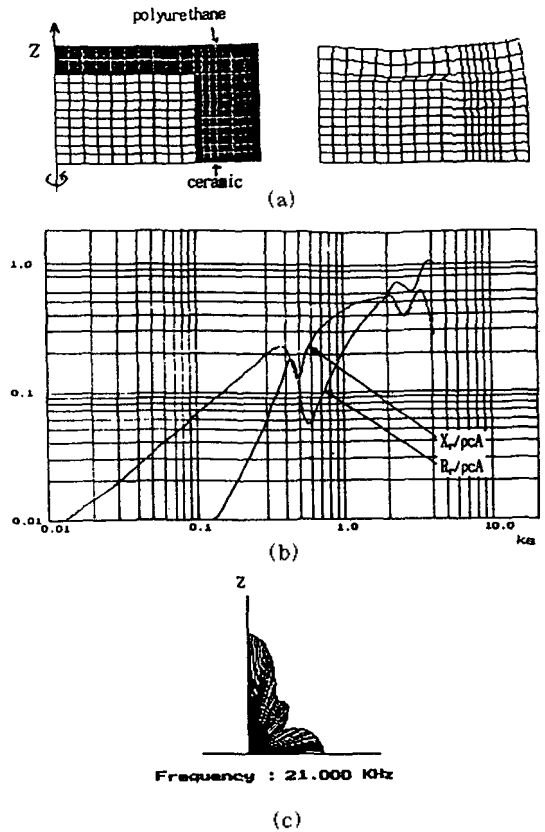 polyurethane
Z
ceramic
(a)
1.0
0.1
0.01
0.01 0.1 1.0 10.0
ka
Xr/ρcA
Rr/ρcA
(b)
Z
Frequency : 21.000 KHz
(c)